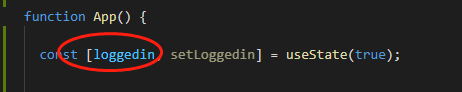 function App() {
const [loggedin, setLoggedin] = useState(true);